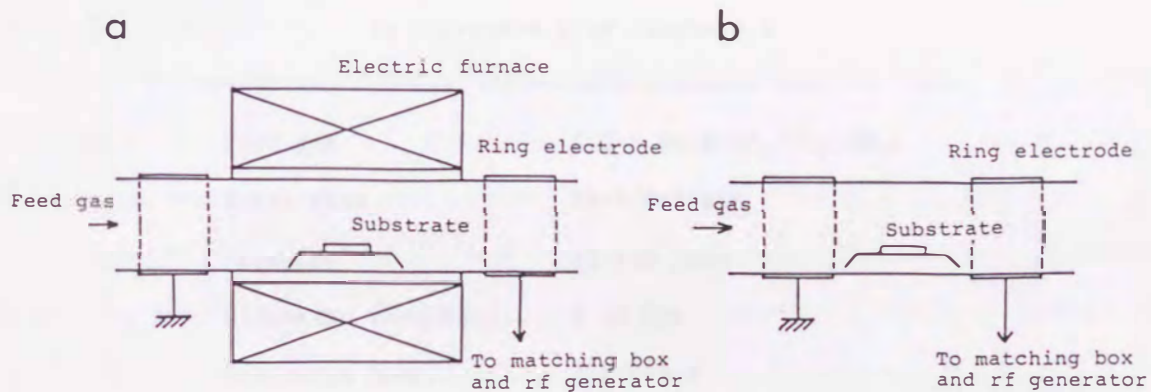 a
Electric furnace
Ring electrode
Feed gas
Substrate
To matching box
and rf generator
b
Ring electrode
Feed gas
Substrate
To matching box
and rf generator